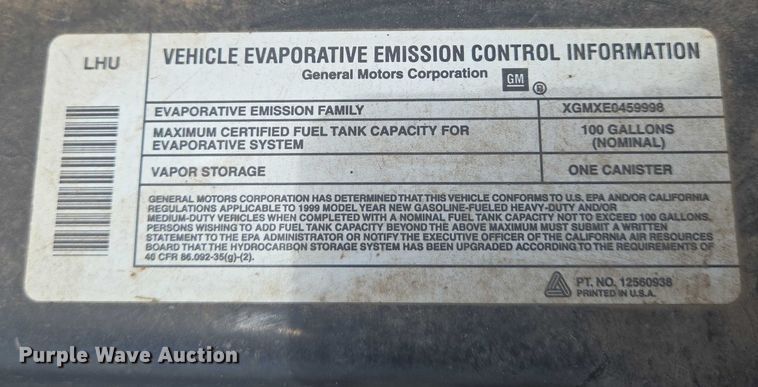 LHU
VEHICLE EVAPORATIVE EMISSION CONTROL INFORMATION
General Motors Corporation GM
®
EVAPORATIVE EMISSION FAMILY XGMXE0459998
MAXIMUM CERTIFIED FUEL TANK CAPACITY FOR 100 GALLONS
EVAPORATIVE SYSTEM (NOMINAL)
VAPOR STORAGE ONE CANISTER
GENERAL MOTORS CORPORATION HAS DETERMINED THAT THIS VEHICLE CONFORMS TO U.S. EPA AND/OR CALIFORNIA
REGULATIONS APPLICABLE TO 1999 MODEL YEAR NEW GASOLINE-FUELED HEAVY-DUTY AND/OR
MEDIUM-DUTY VEHICLES WHEN COMPLETED WITH A NOMINAL FUEL TANK CAPACITY NOT TO EXCEED 100 GALLONS.
PERSONS WISHING TO ADD FUEL TANK CAPACITY BEYOND THE ABOVE MAXIMUM MUST SUBMIT A WRITTEN
STATEMENT TO THE EPA ADMINISTRATOR OR NOTIFY THE EXECUTIVE OFFICER OF THE CALIFORNIA AIR RESOURCES
BOARD THAT THE HYDROCARBON STORAGE SYSTEM HAS BEEN UPGRADED ACCORDING TO THE REQUIREMENTS OF
40 CFR 86.092-35(g)-(2).
PT. NO. 12560938
PRINTED IN U.S.A.
Purple Wave Auction